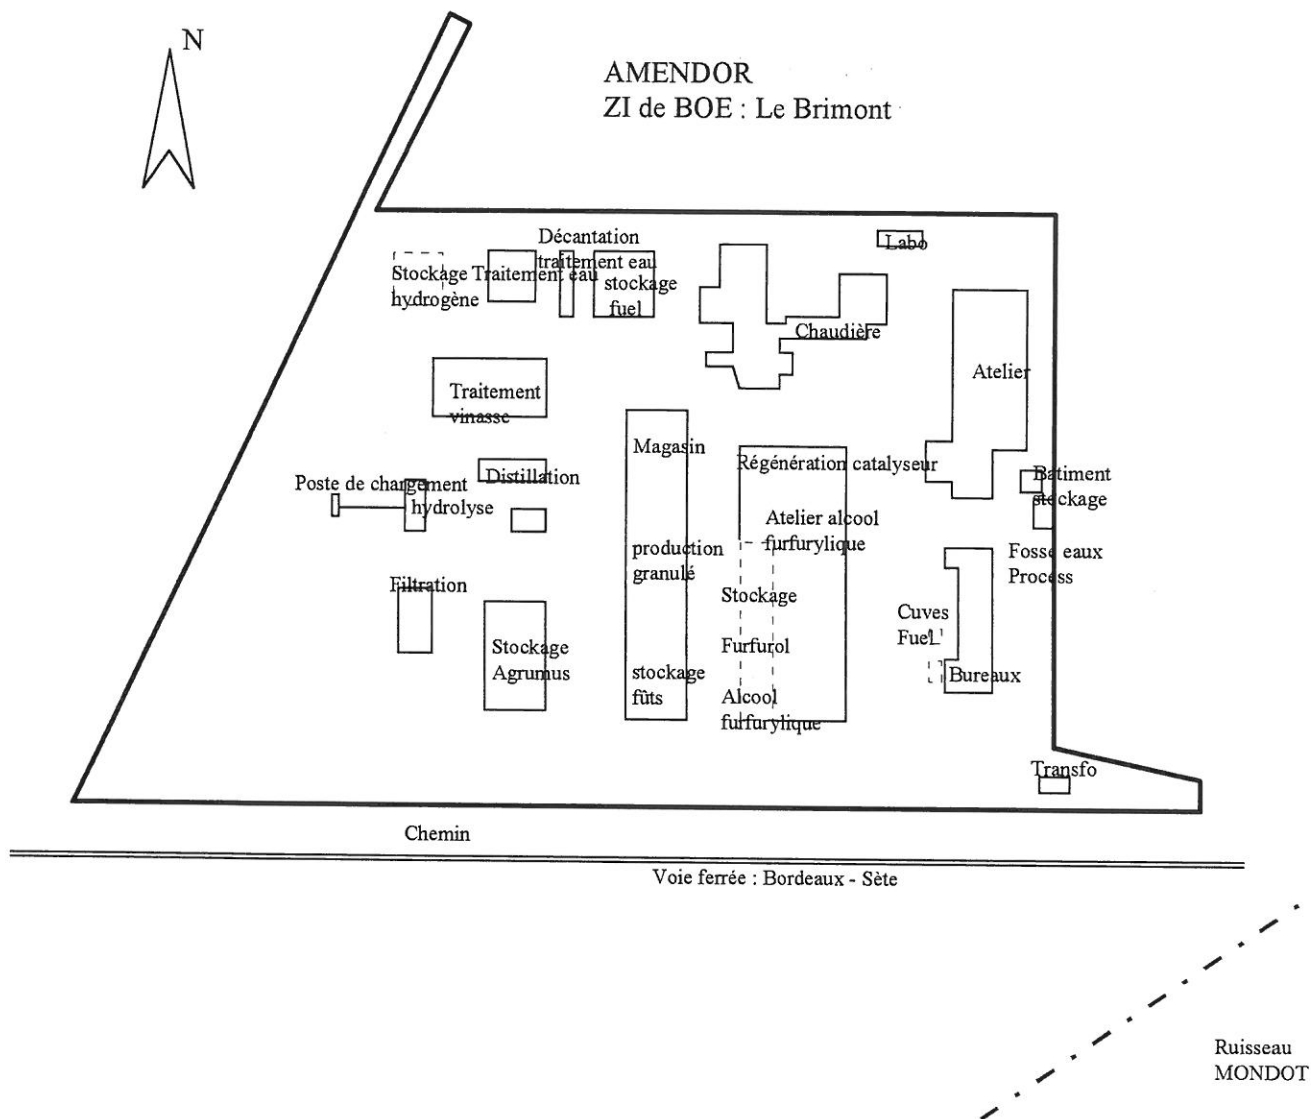 N
AMENDOR
ZI de BOE : Le Brimont
Labo
Décantation
traitement eau
Stockage
hydrogène
Traitement eau
stockage
fuel
Chaudière
Atelier
Traitement
vinasse
Magasin
Régénération catalyseur
Batiment
stockage
Distillation
Poste de chargement
hydrolyse
Atelier alcool
furfurylique
production
granulé
Fosse eaux
Process
Filtration
Stockage
Cuves
Fuel
Furfurol
Stockage
Agrumus
stockage
fûts
Bureaux
Alcool
furfurylique
Transfo
Chemin
Voie ferrée : Bordeaux - Sète
Ruisseau
MONDOT